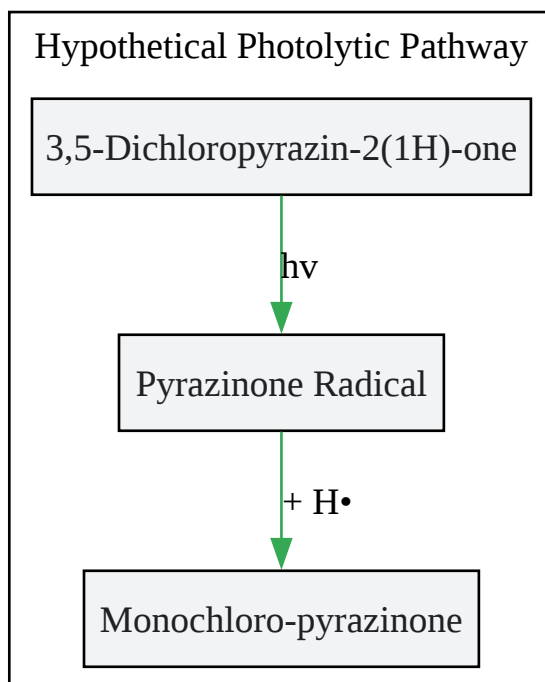 Hypothetical Photolytic Pathway
3,5-Dichloropyrazin-2(1H)-one
hv
Pyrazinone Radical
+ H•
Monochloro-pyrazinone